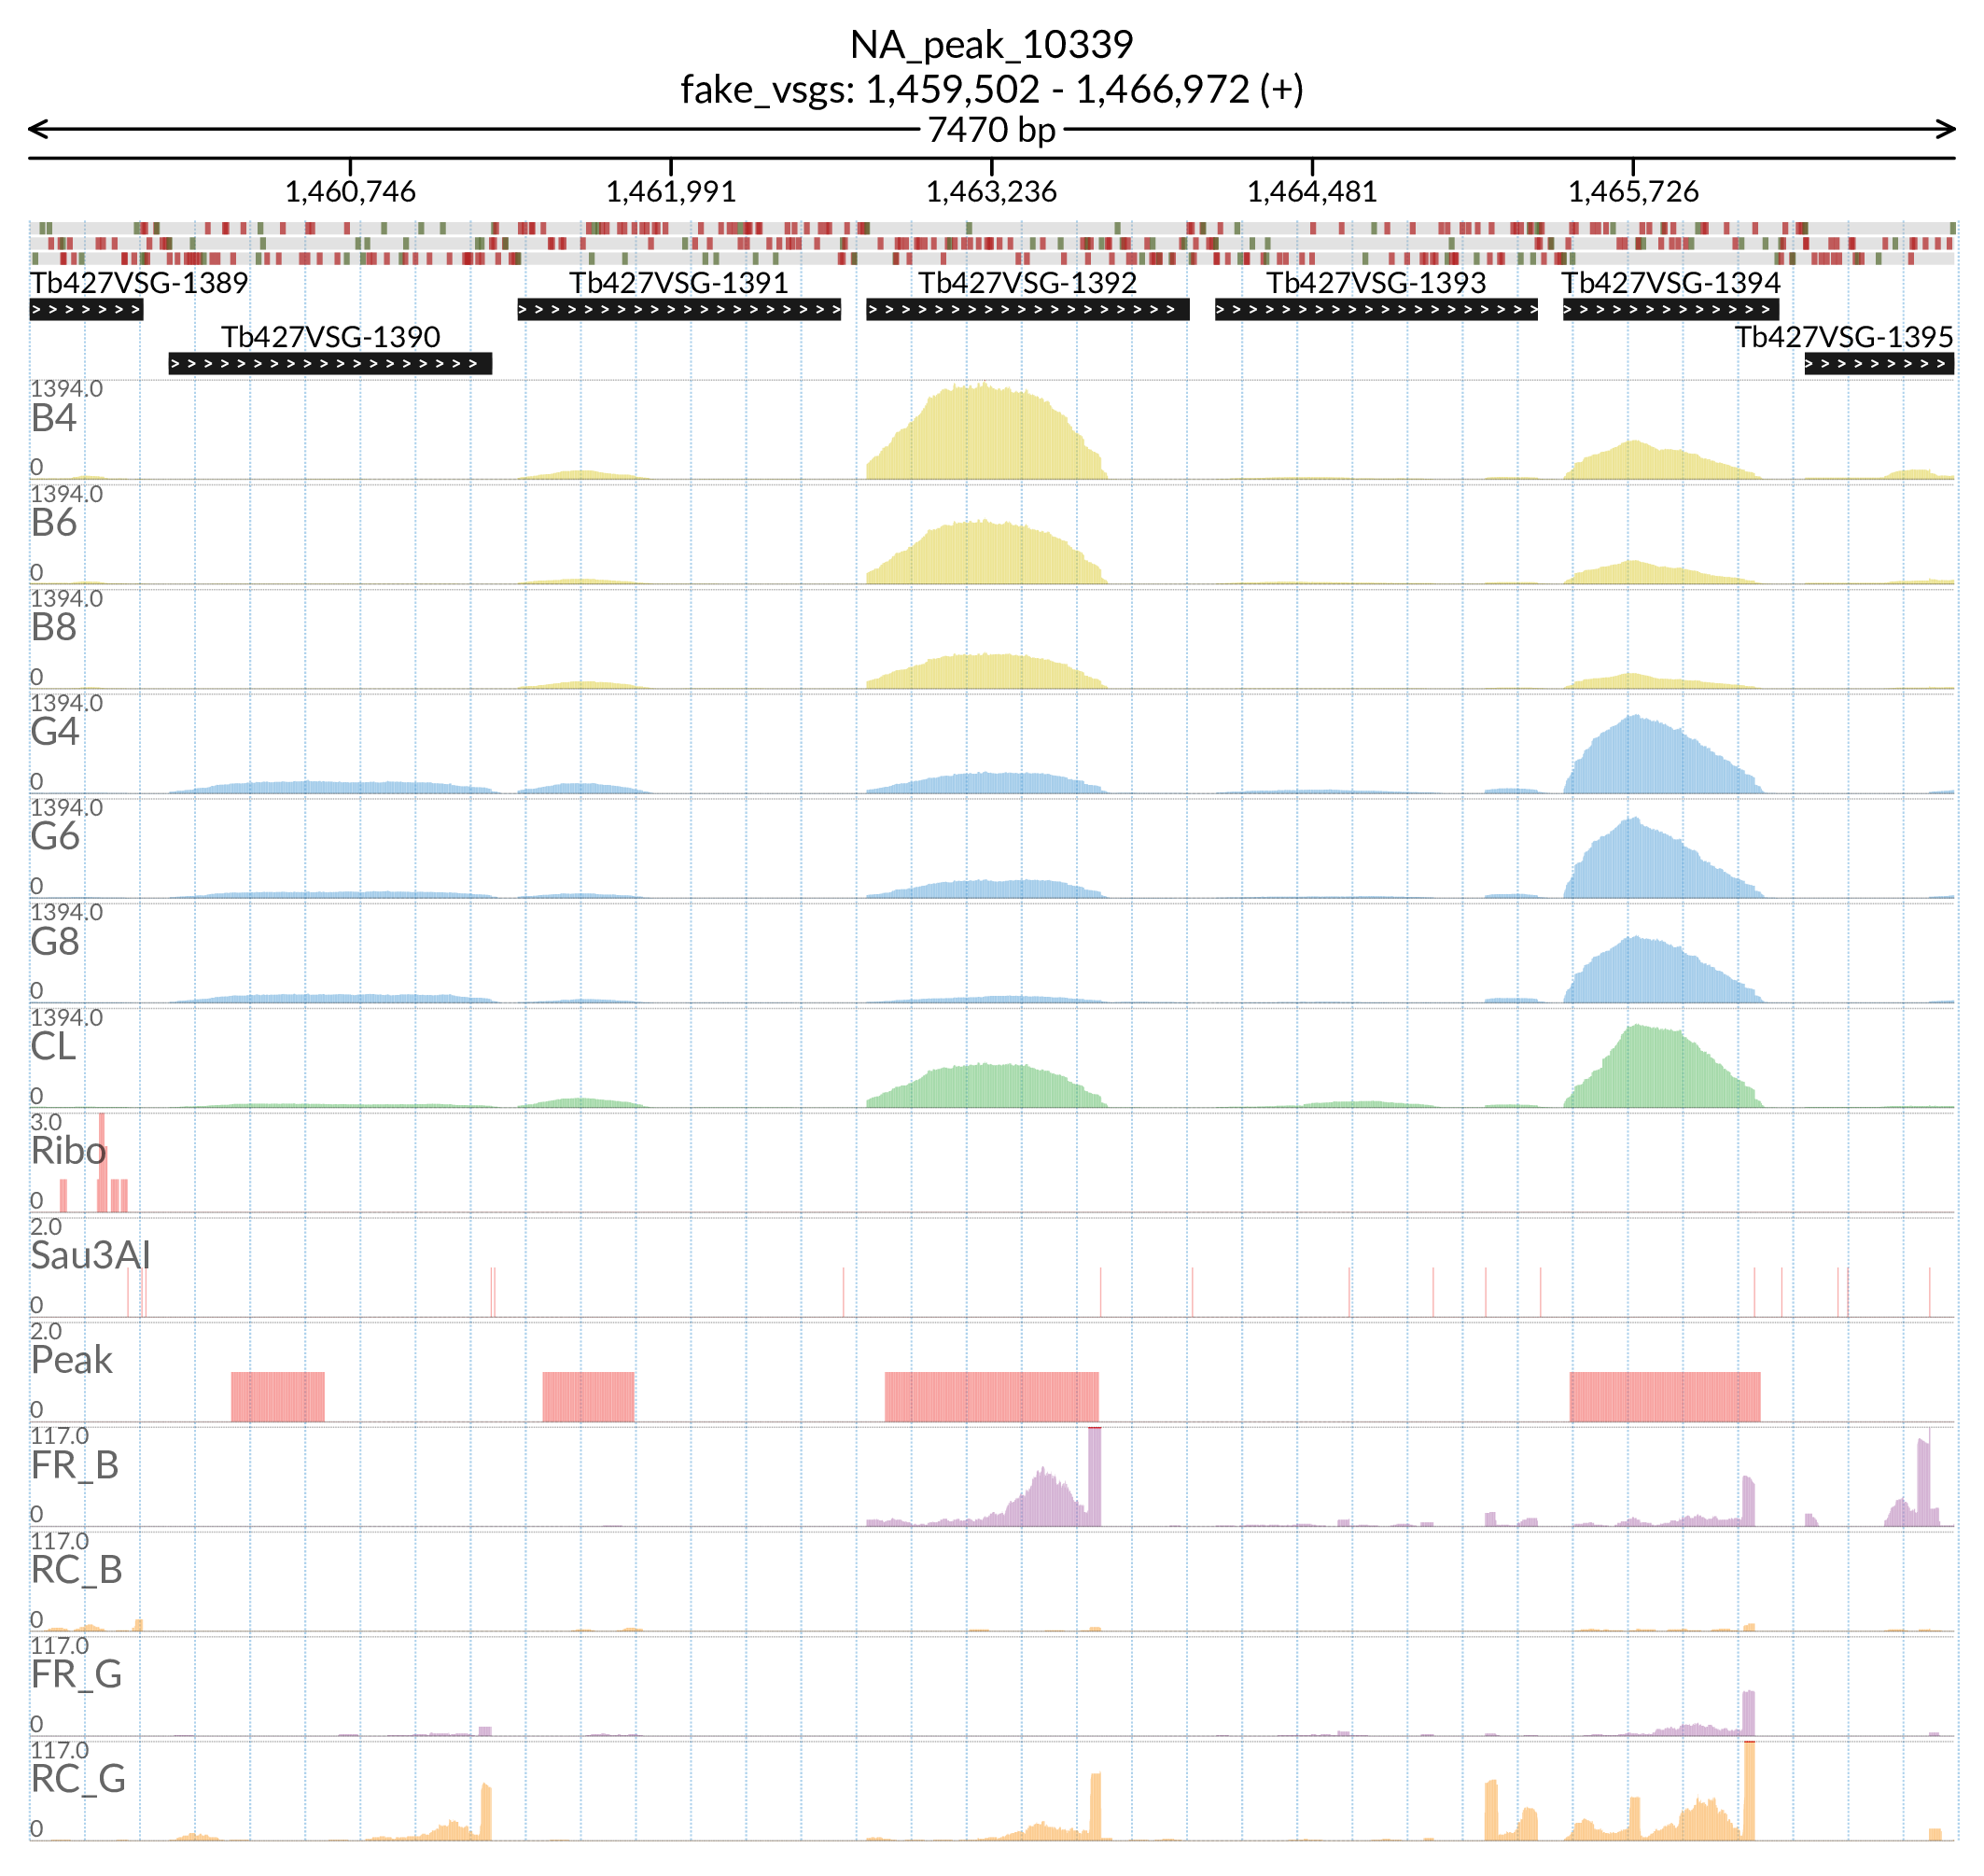 NA_peak_10339
fake_vsgs: 1,459,502 - 1,466,972 (+)
7470 bp
1,460,746 1,461,991 1,463,236 1,464,481 1,465,726
Tb427VSG-1389 Tb427VSG-1391 Tb427VSG-1392 Tb427VSG-1393 Tb427VSG-1394
Tb427VSG-1390 Tb427VSG-1395
1394.0
B4
0
1394.0
B6
0
1394.0
B8
0
1394.0
G4
0
1394.0
G6
0
1394.0
G8
0
1394.0
CL
0
3.0
Ribo
0
2.0
Sau3AI
0
2.0
Peak
0
117.0
FR_B
0
117.0
RC_B
0
117.0
FR_G
0
117.0
RC_G
0